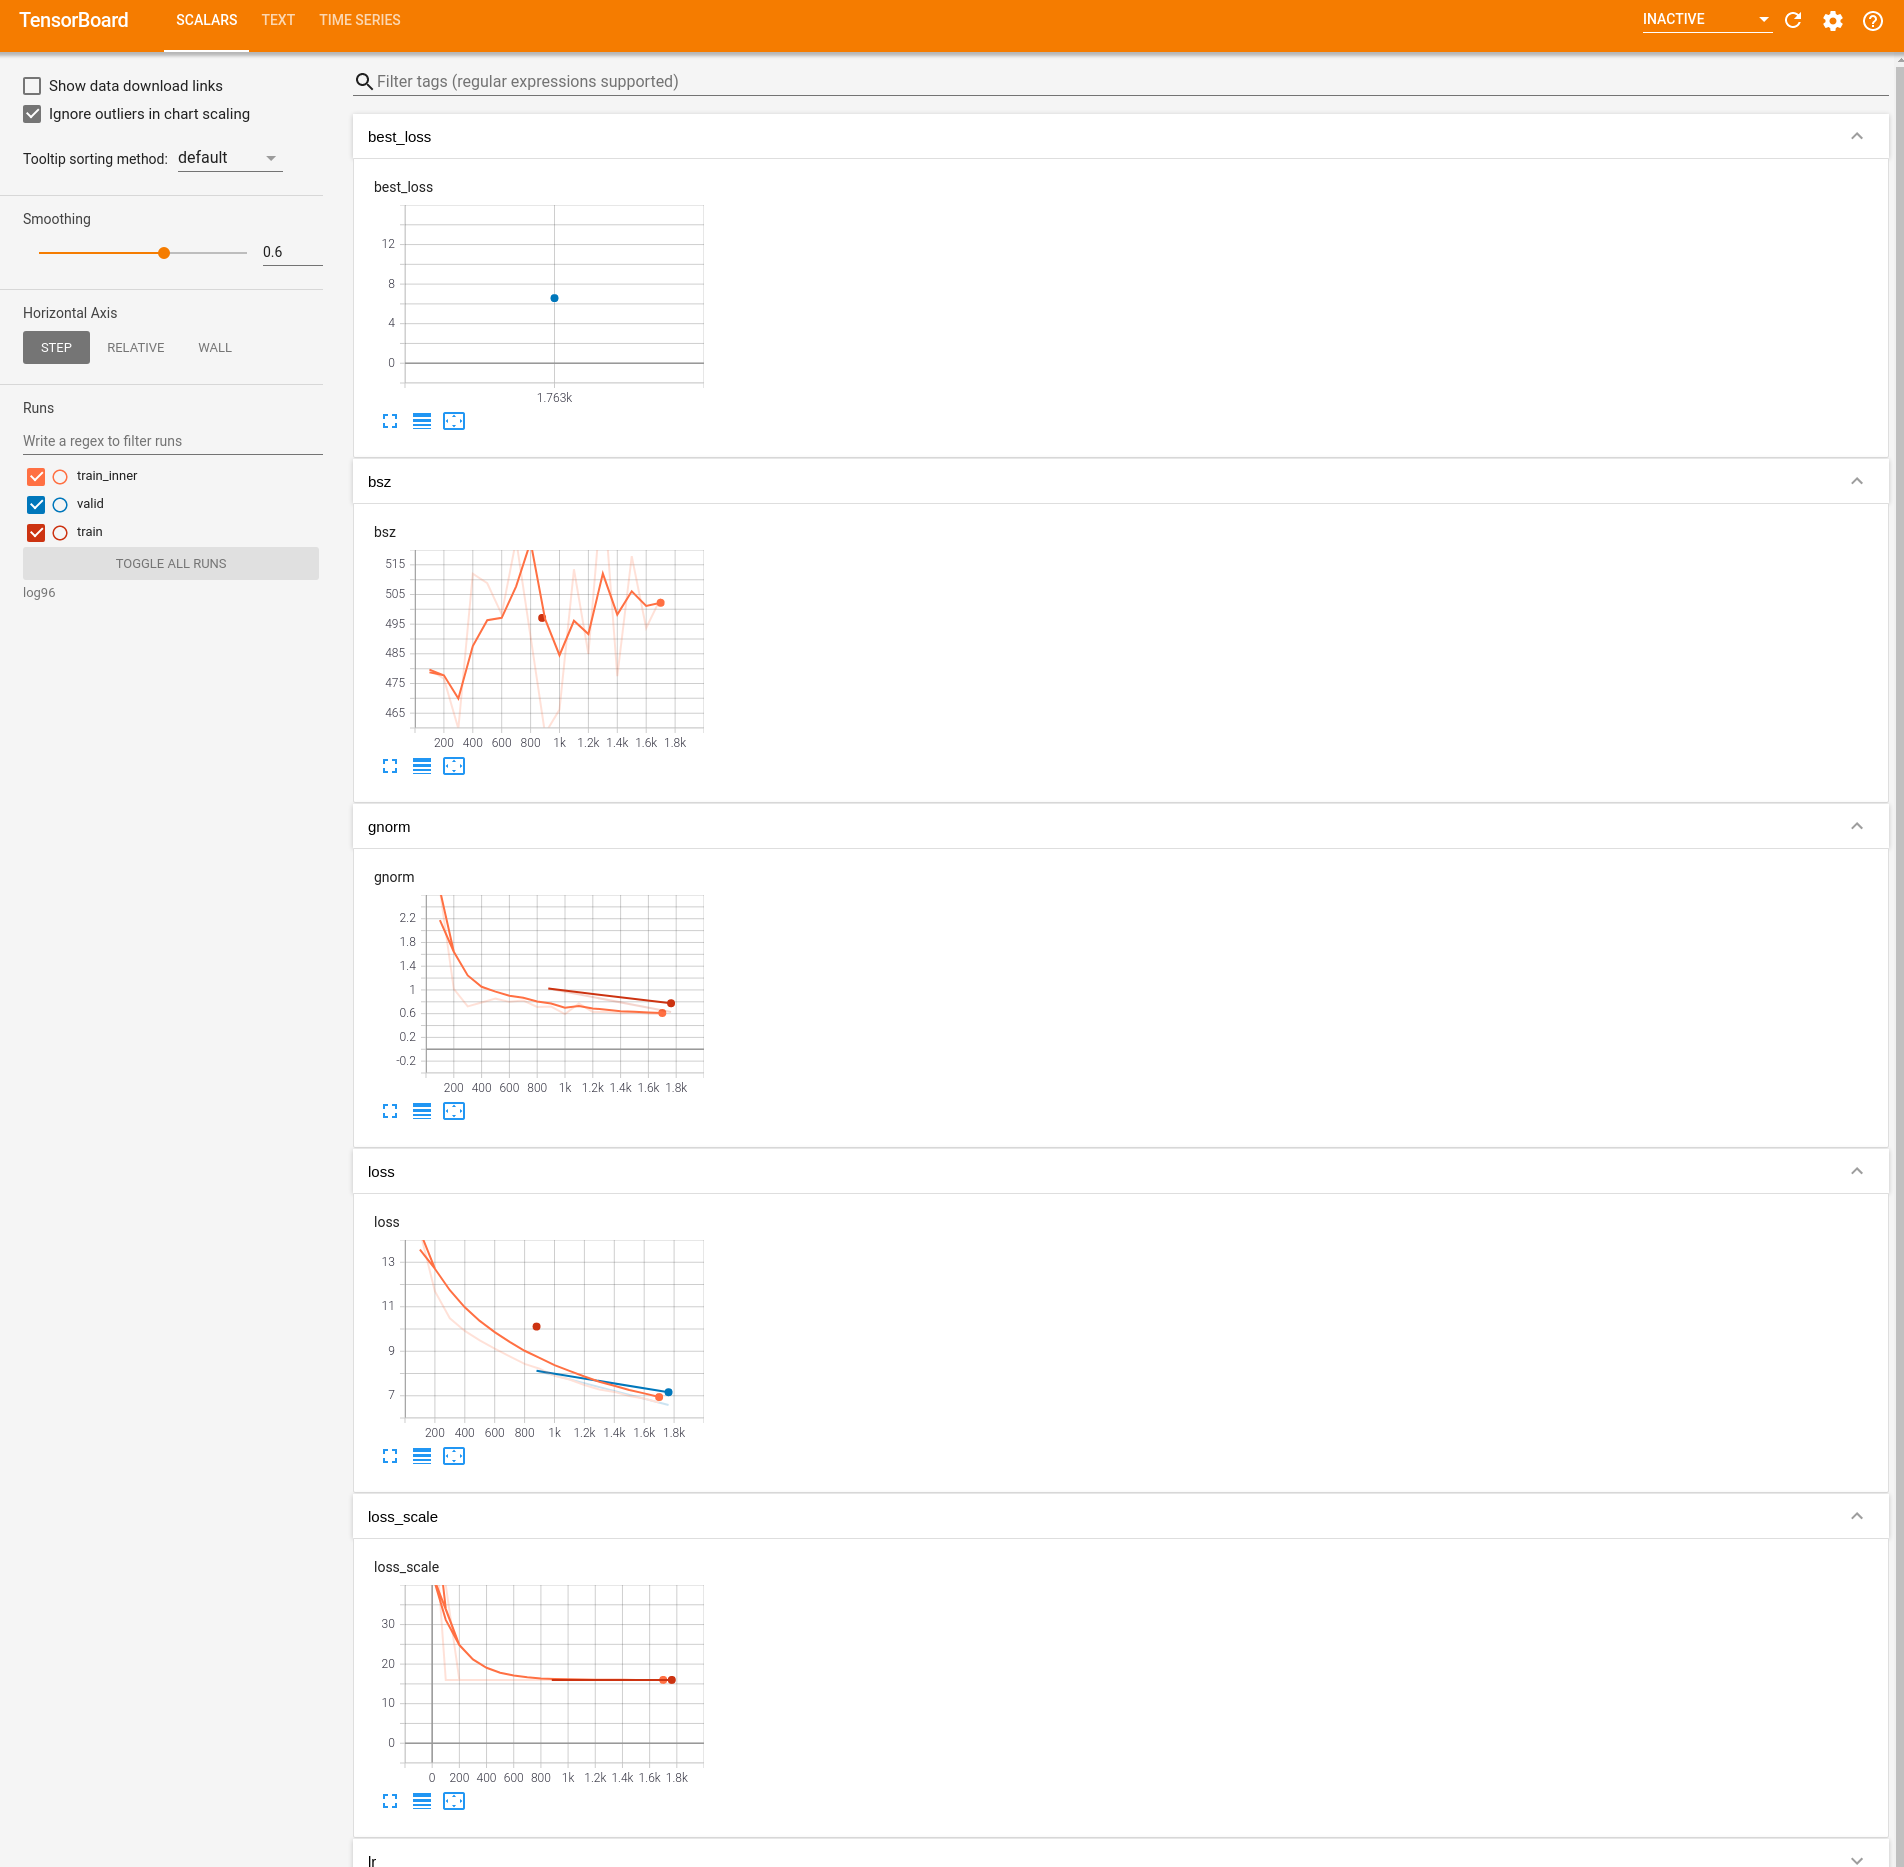 TensorBoard SCALARS TEXT TIME SERIES INACTIVE
Show data download links
Ignore outliers in chart scaling
Tooltip sorting method: default
Smoothing
0.6
Horizontal Axis
STEP RELATIVE WALL
Runs
Write a regex to filter runs
train_inner
valid
train
TOGGLE ALL RUNS
log96
Filter tags (regular expressions supported)
best_loss
best_loss
12
8
4
0
1.763k
bsz
bsz
515
505
495
485
475
465
200 400 600 800 1k 1.2k 1.4k 1.6k 1.8k
gnorm
gnorm
2.2
1.8
1.4
1
0.6
0.2
-0.2
200 400 600 800 1k 1.2k 1.4k 1.6k 1.8k
loss
loss
13
11
9
7
200 400 600 800 1k 1.2k 1.4k 1.6k 1.8k
loss_scale
loss_scale
30
20
10
0
0 200 400 600 800 1k 1.2k 1.4k 1.6k 1.8k
lr